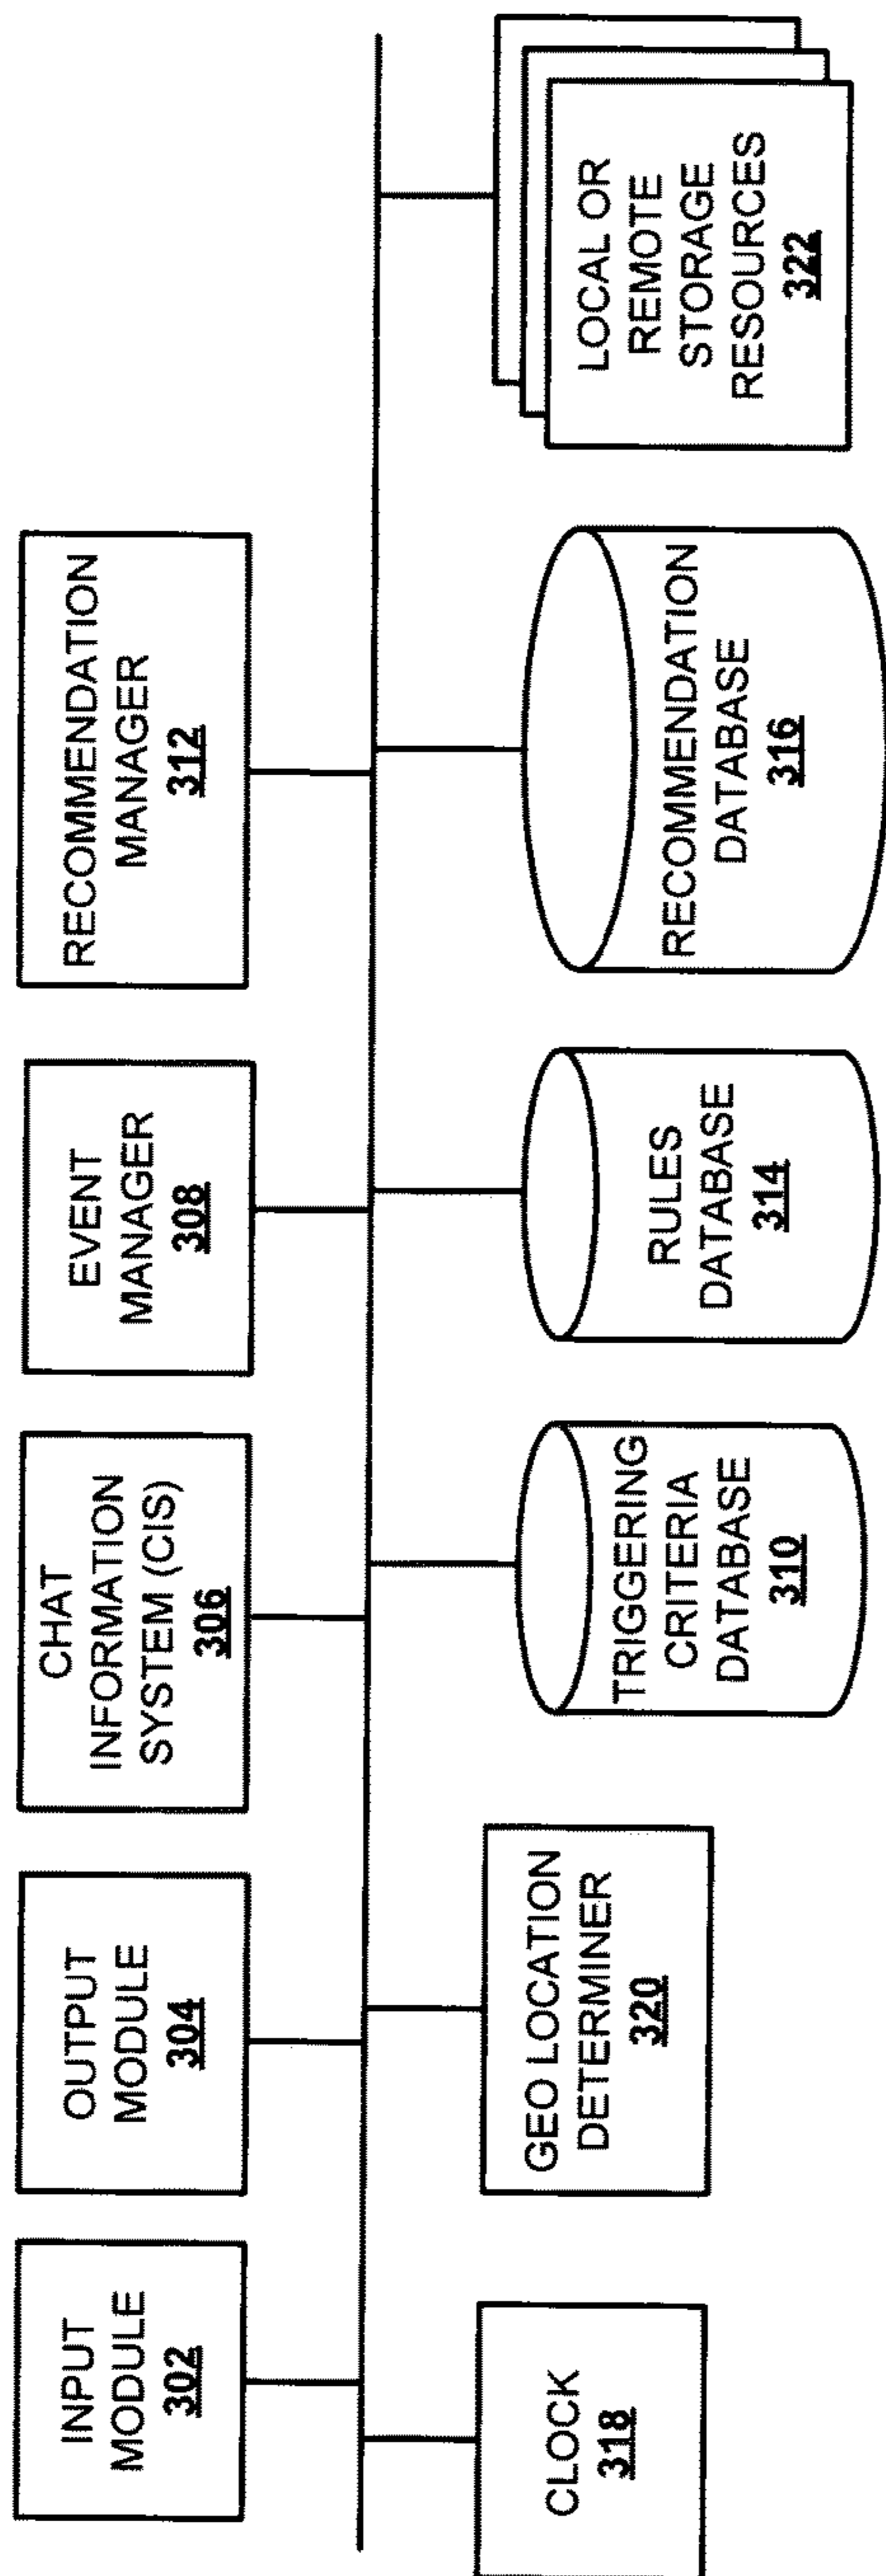 INPUT
MODULE
302
OUTPUT
MODULE
304
CHAT
INFORMATION
SYSTEM (CIS)
306
EVENT
MANAGER
308
RECOMMENDATION
MANAGER
312
CLOCK
318
GEO LOCATION
DETERMINER
320
TRIGGERING
CRITERIA
DATABASE
310
RULES
DATABASE
314
RECOMMENDATION
DATABASE
316
LOCAL OR
REMOTE
STORAGE
RESOURCES
322